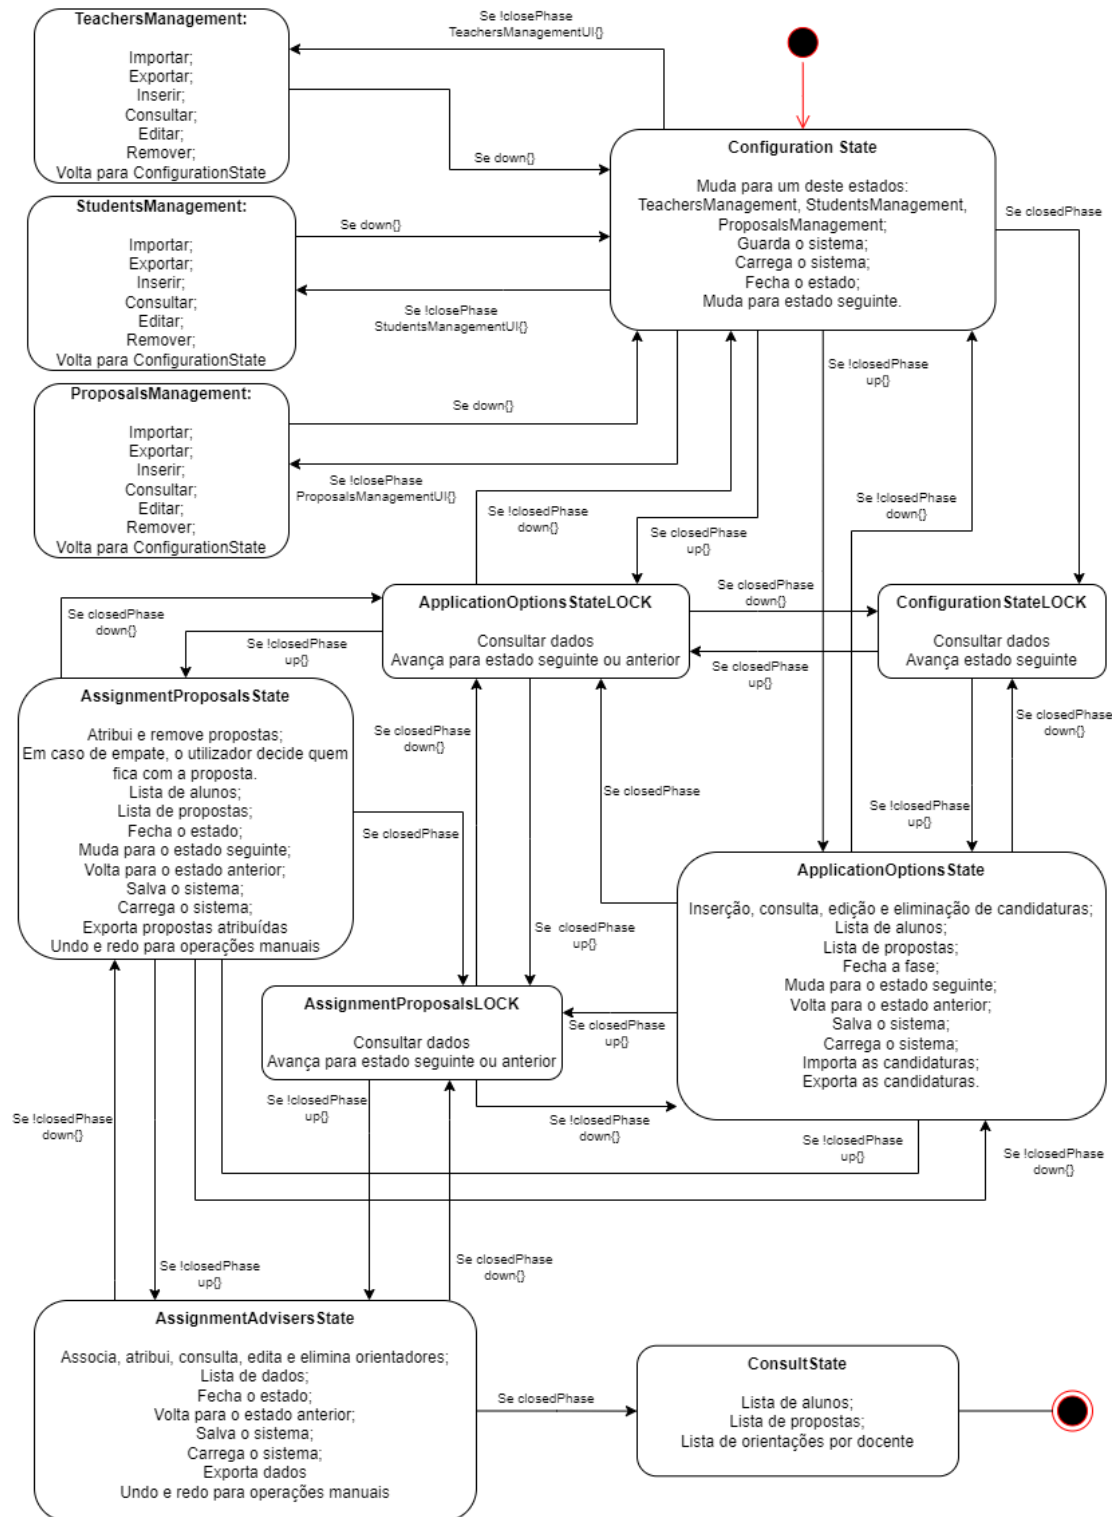 TeachersManagement:
Importar;
Exportar;
Inserir;
Consultar;
Editar;
Remover;
Volta para ConfigurationState
Se !closePhase
TeachersManagementUI{}
Se down{}
Configuration State
Muda para um deste estados:
TeachersManagement, StudentsManagement,
ProposalsManagement;
Guarda o sistema;
Carrega o sistema;
Fecha o estado;
Muda para estado seguinte.
Se closedPhase
StudentsManagement:
Importar;
Exportar;
Inserir;
Consultar;
Editar;
Remover;
Volta para ConfigurationState
Se down{}
Se !closePhase
StudentsManagementUI{}
ProposalsManagement:
Importar;
Exportar;
Inserir;
Consultar;
Editar;
Remover;
Volta para ConfigurationState
Se down{}
Se !closePhase
ProposalsManagementUI{}
Se !closedPhase
up{}
Se !closedPhase
down{}
Se closedPhase
up{}
Se !closedPhase
down{}
Se closedPhase
down{}
Se !closedPhase
up{}
ApplicationOptionsStateLOCK
Consultar dados
Avança para estado seguinte ou anterior
Se closedPhase
down{}
Se closedPhase
up{}
ConfigurationStateLOCK
Consultar dados
Avança estado seguinte
AssignmentProposalsState
Atribui e remove propostas;
Em caso de empate, o utilizador decide quem
fica com a proposta.
Lista de alunos;
Lista de propostas;
Fecha o estado;
Muda para o estado seguinte;
Volta para o estado anterior;
Salva o sistema;
Carrega o sistema;
Exporta propostas atribuídas
Undo e redo para operações manuais
Se closedPhase
down{}
Se closedPhase
Se closedPhase
Se closedPhase
down{}
Se !closedPhase
up{}
ApplicationOptionsState
Inserção, consulta, edição e eliminação de candidaturas;
Lista de alunos;
Lista de propostas;
Fecha a fase;
Muda para o estado seguinte;
Volta para o estado anterior;
Salva o sistema;
Carrega o sistema;
Importa as candidaturas;
Exporta as candidaturas.
Se closedPhase
up{}
AssignmentProposalsLOCK
Consultar dados
Avança para estado seguinte ou anterior
Se closedPhase
up{}
Se !closedPhase
up{}
Se !closedPhase
down{}
Se !closedPhase
down{}
Se !closedPhase
up{}
Se !closedPhase
down{}
Se !closedPhase
up{}
Se closedPhase
down{}
AssignmentAdvisersState
Associa, atribui, consulta, edita e elimina orientadores;
Lista de dados;
Fecha o estado;
Volta para o estado anterior;
Salva o sistema;
Carrega o sistema;
Exporta dados
Undo e redo para operações manuais
Se closedPhase
ConsultState
Lista de alunos;
Lista de propostas;
Lista de orientações por docente